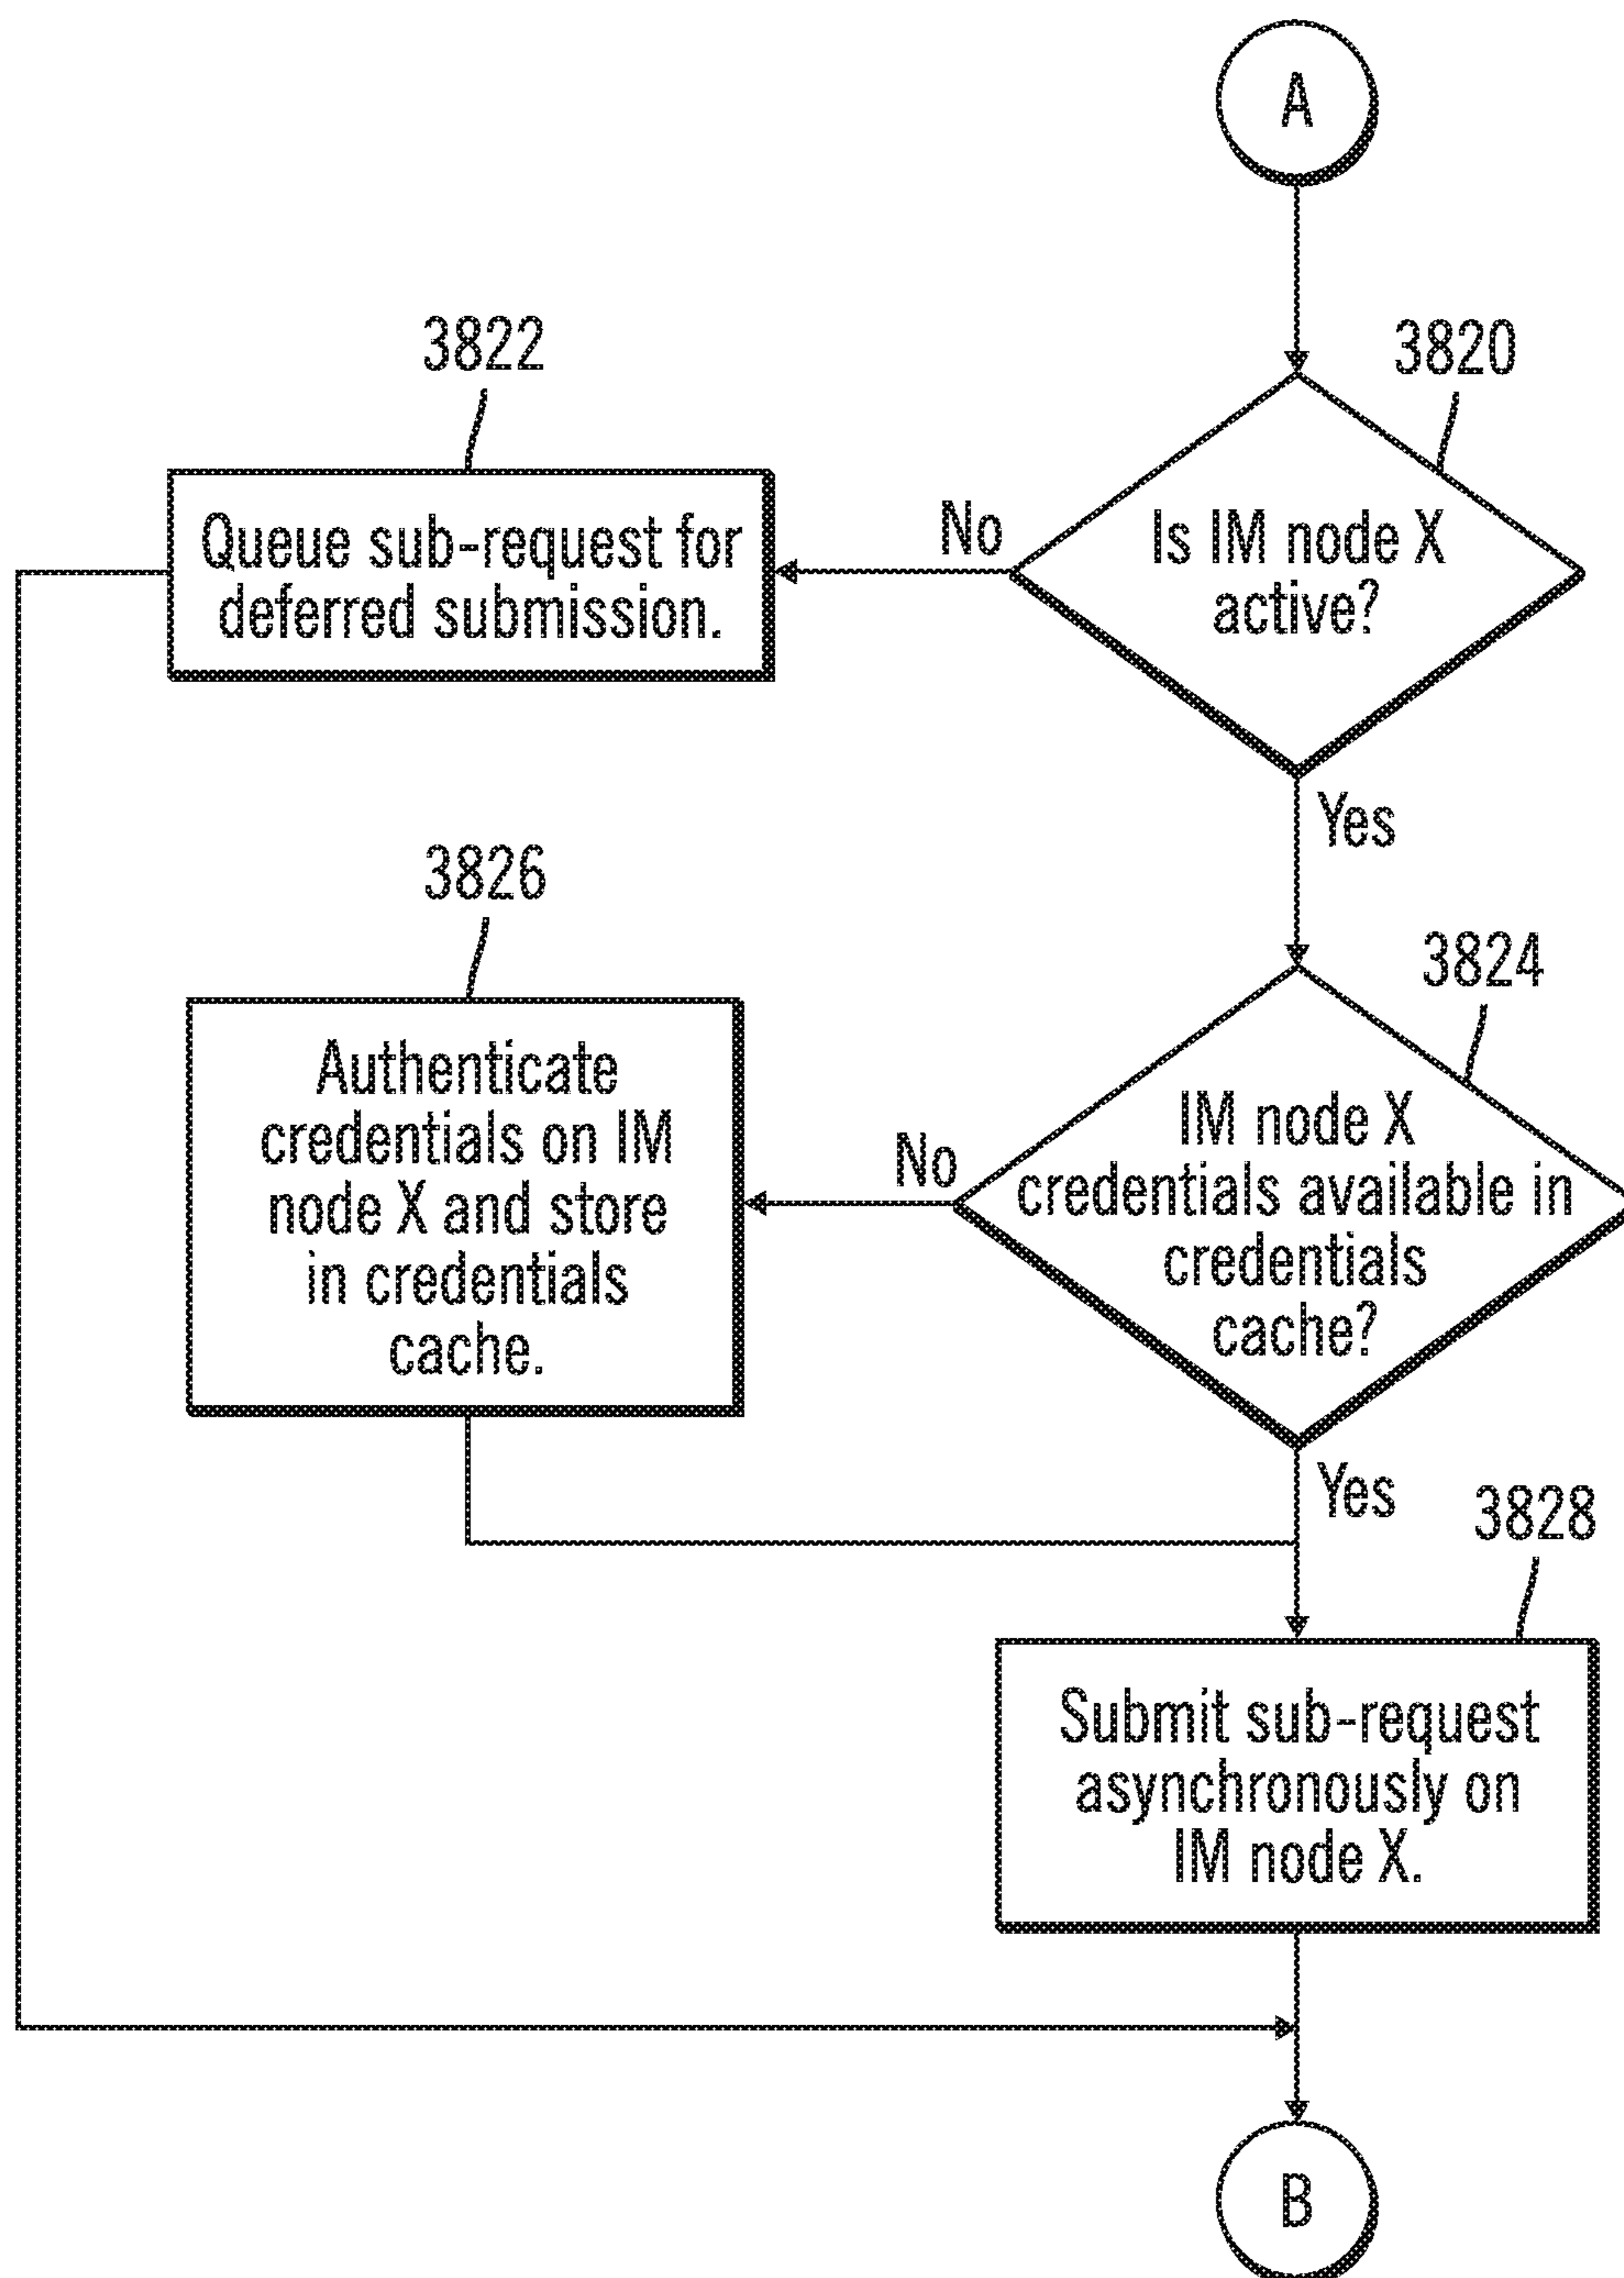 A
3820
Is IM node X
active?
No
3822
Queue sub-request for
deferred submission.
Yes
3824
IM node X
credentials available in
credentials
cache?
No
3826
Authenticate
credentials on IM
node X and store
in credentials
cache.
Yes
3828
Submit sub-request
asynchronously on
IM node X.
B